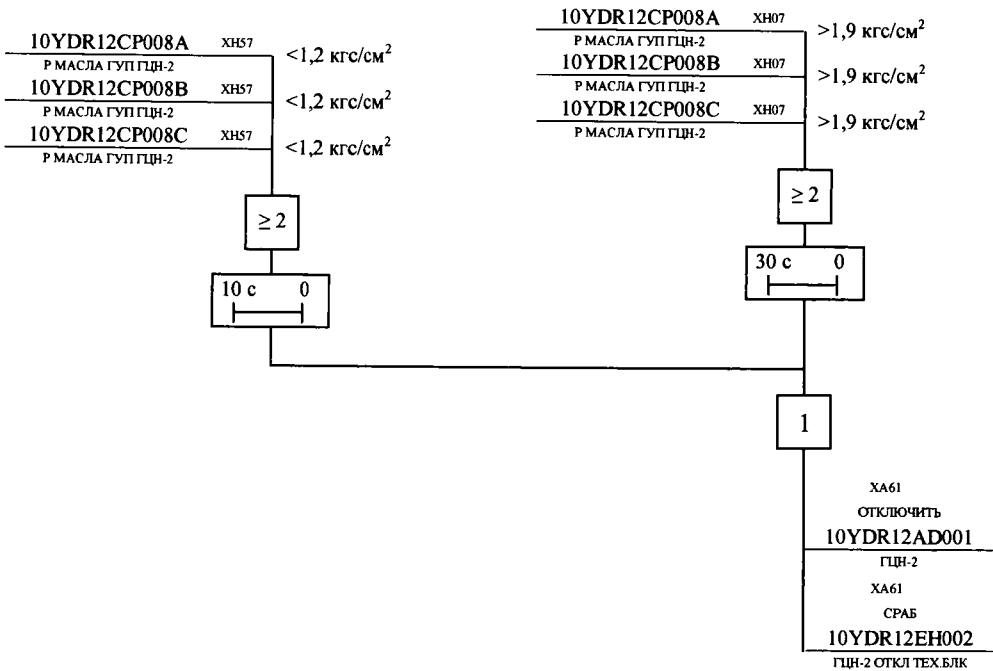 10YDR12CP008A XH57 <1,2 кгс/см²
Р МАСЛА ГУП ГЦН-2
10YDR12CP008B XH57 <1,2 кгс/см²
Р МАСЛА ГУП ГЦН-2
10YDR12CP008C XH57 <1,2 кгс/см²
Р МАСЛА ГУП ГЦН-2
≥ 2
10 с 0
10YDR12CP008A XH07 >1,9 кгс/см²
Р МАСЛА ГУП ГЦН-2
10YDR12CP008B XH07 >1,9 кгс/см²
Р МАСЛА ГУП ГЦН-2
10YDR12CP008C XH07 >1,9 кгс/см²
Р МАСЛА ГУП ГЦН-2
≥ 2
30 с 0
1
XA61
ОТКЛЮЧИТЬ
10YDR12AD001
ГЦН-2
XA61
СРАБ
10YDR12EH002
ГЦН-2 ОТКЛ ТЕХ.БЛК